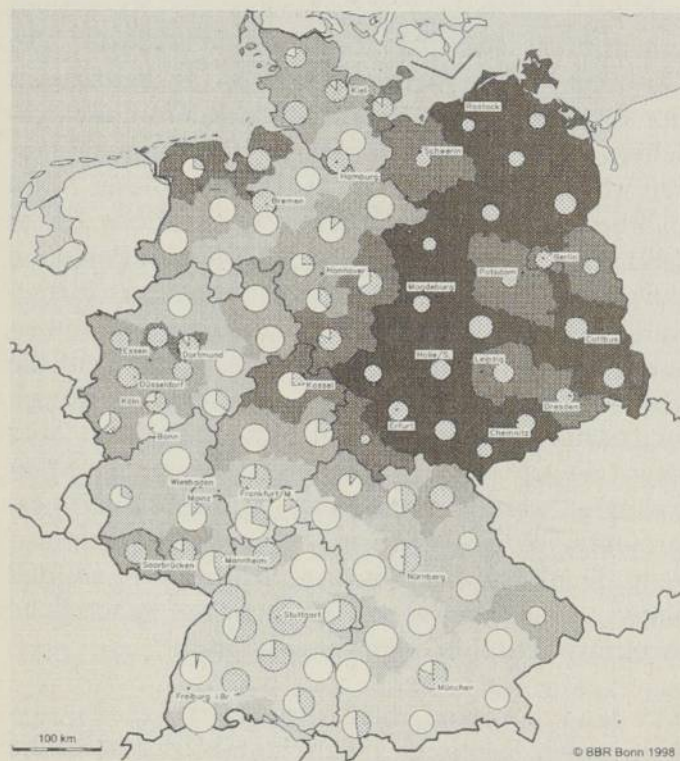 Kiel
Rostock
Schwerin
Hamburg
Bremen
Berlin
Hannover
Potsdam
Magdeburg
Cottbus
Essen
Dortmund
Halle/S.
Leipzig
Düsseldorf
Kassel
Köln
Dresden
Erfurt
Chemnitz
Bonn
Wiesbaden
Frankfurt/M.
Mainz
Saarbrücken
Mannheim
Nürnberg
Stuttgart
München
Freiburg i.Br.
100 km
© BBR Bonn 1998